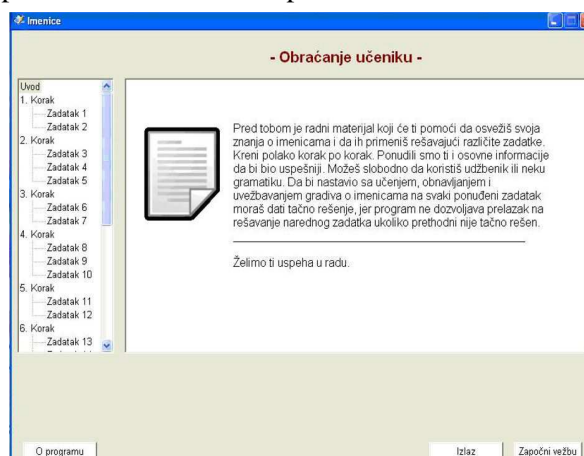 Imenice
- Obraćanje učeniku -
Uvod
1. Korak
Zadatak 1
Zadatak 2
2. Korak
Zadatak 3
Zadatak 4
Zadatak 5
3. Korak
Zadatak 6
Zadatak 7
4. Korak
Zadatak 8
Zadatak 9
Zadatak 10
5. Korak
Zadatak 11
Zadatak 12
6. Korak
Zadatak 13
Pred tobom je radni materijal koji će ti pomoći da osvežiš svoja
znanja o imenicama i da ih primeniš rešavajući različite zadatke.
Kreni polako korak po korak. Ponudili smo ti i osovne informacije
da bi bio uspešniji. Možeš slobodno da koristiš udžbenik ili neku
gramatiku. Da bi nastavio sa učenjem, obnavljanjem i
uvežbavanjem gradiva o imenicama na svaki ponuđeni zadatak
moraš dati tačno rešenje, jer program ne dozvoljava prelazak na
rešavanje narednog zadatka ukoliko prethodni nije tačno rešen.
Želimo ti uspeha u radu.
O programu
Izlaz
Započni vežbu